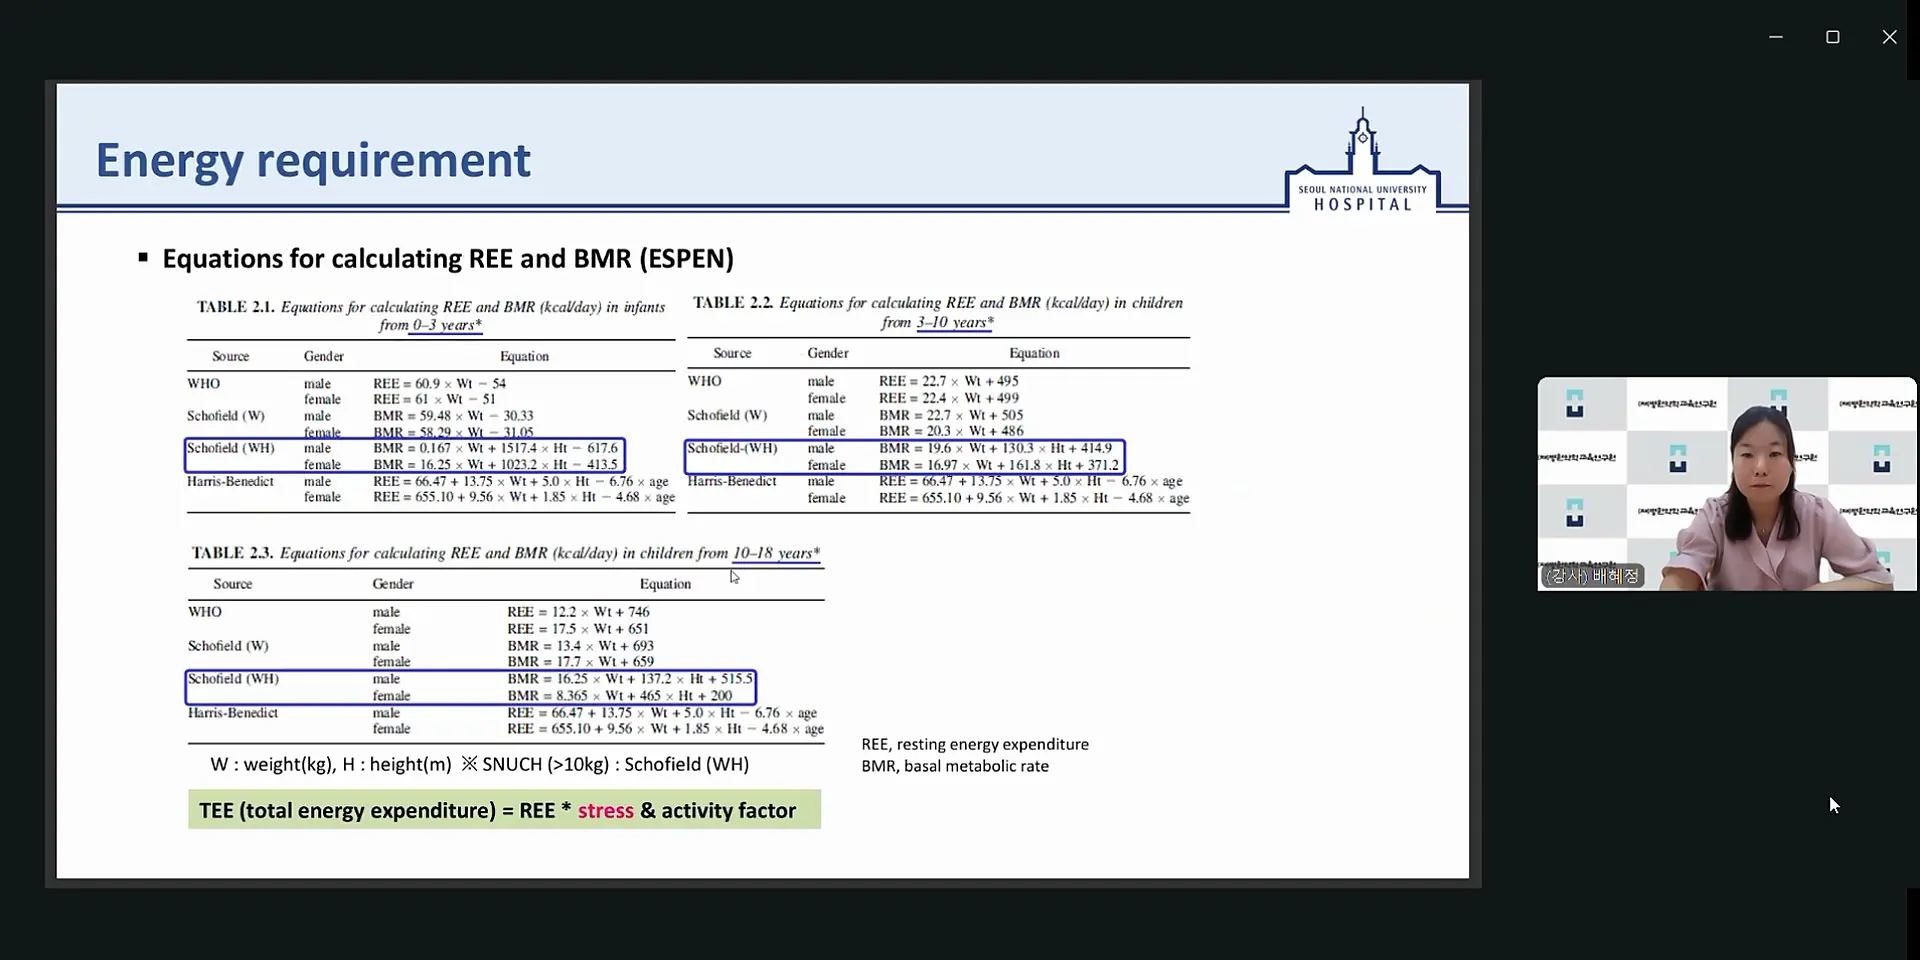 Energy requirement
SEOUL NATIONAL UNIVERSITY
HOSPITAL
▪ Equations for calculating REE and BMR (ESPEN)
TABLE 2.1. Equations for calculating REE and BMR (kcal/day) in infants
from 0–3 years*
Source Gender Equation
WHO male REE = 60.9 × Wt − 54
female REE = 61 × Wt − 51
Schofield (W) male BMR = 59.48 × Wt − 30.33
female BMR = 58.29 × Wt − 31.05
Schofield (WH) male BMR = 0.167 × Wt + 1517.4 × Ht − 617.6
female BMR = 16.25 × Wt + 1023.2 × Ht − 413.5
Harris-Benedict male REE = 66.47 + 13.75 × Wt + 5.0 × Ht − 6.76 × age
female REE = 655.10 + 9.56 × Wt + 1.85 × Ht − 4.68 × age
TABLE 2.2. Equations for calculating REE and BMR (kcal/day) in children
from 3–10 years*
Source Gender Equation
WHO male REE = 22.7 × Wt + 495
female REE = 22.4 × Wt + 499
Schofield (W) male BMR = 22.7 × Wt + 505
female BMR = 20.3 × Wt + 486
Schofield-(WH) male BMR = 19.6 × Wt + 130.3 × Ht + 414.9
female BMR = 16.97 × Wt + 161.8 × Ht + 371.2
Harris-Benedict male REE = 66.47 + 13.75 × Wt + 5.0 × Ht − 6.76 × age
female REE = 655.10 + 9.56 × Wt + 1.85 × Ht − 4.68 × age
TABLE 2.3. Equations for calculating REE and BMR (kcal/day) in children from 10–18 years*
Source Gender Equation
WHO male REE = 12.2 × Wt + 746
female REE = 17.5 × Wt + 651
Schofield (W) male BMR = 13.4 × Wt + 693
female BMR = 17.7 × Wt + 659
Schofield (WH) male BMR = 16.25 × Wt + 137.2 × Ht + 515.5
female BMR = 8.365 × Wt + 465 × Ht + 200
Harris-Benedict male REE = 66.47 + 13.75 × Wt + 5.0 × Ht − 6.76 × age
female REE = 655.10 + 9.56 × Wt + 1.85 × Ht − 4.68 × age
W : weight(kg), H : height(m) ※ SNUCH (>10kg) : Schofield (WH)
REE, resting energy expenditure
BMR, basal metabolic rate
TEE (total energy expenditure) = REE * stress & activity factor
(강사) 배혜정